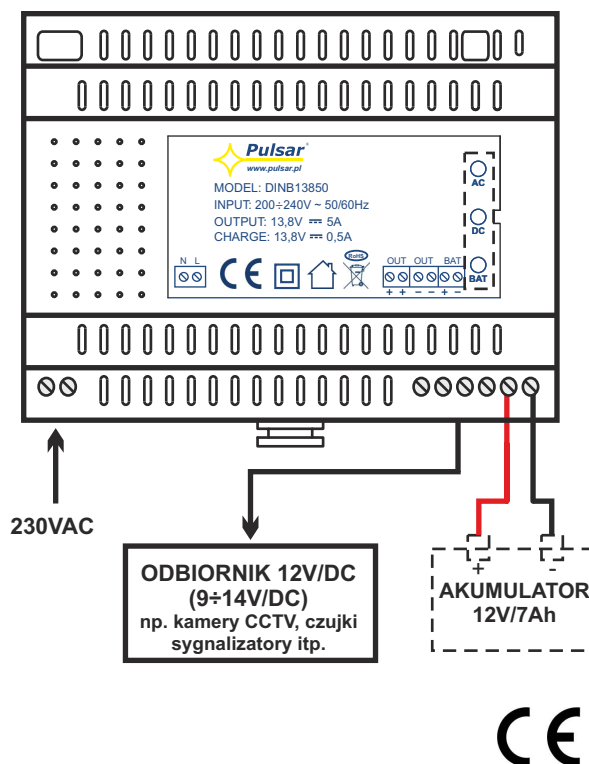 Pulsar®
www.pulsar.pl
MODEL: DINB13850
INPUT: 200÷240V ~ 50/60Hz
OUTPUT: 13,8V ⎓ 5A
CHARGE: 13,8V ⎓ 0,5A
AC
DC
BAT
N L
CE
RoHS
OUT OUT BAT
+ + − − + −
230VAC
ODBIORNIK 12V/DC
(9÷14V/DC)
np. kamery CCTV, czujki
sygnalizatory itp.
+ -
AKUMULATOR
12V/7Ah
CE